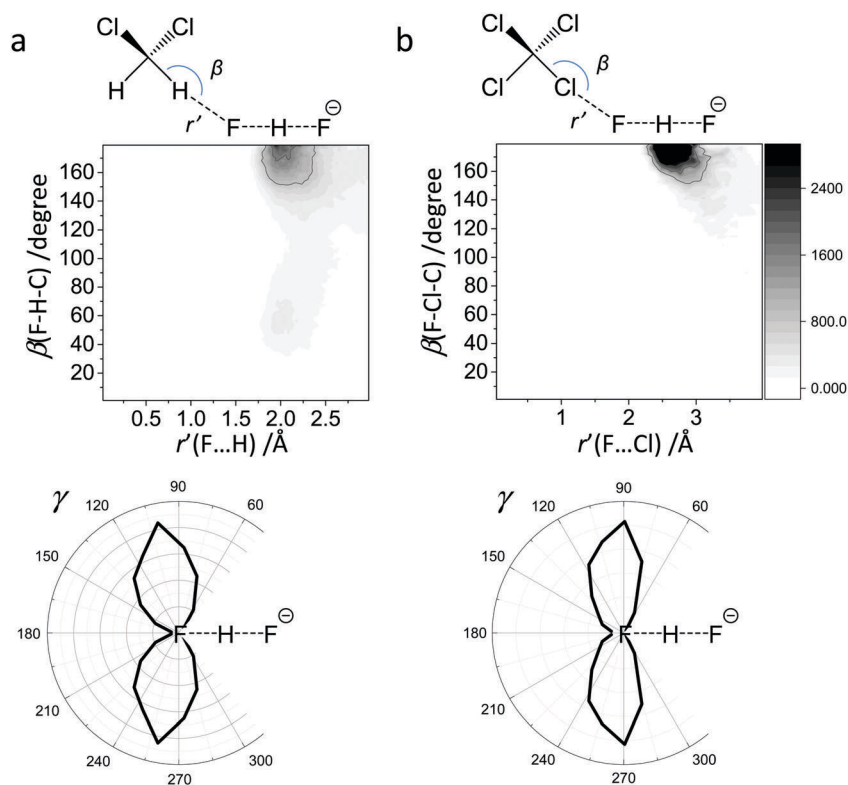 a
Cl Cl
H H
β
r’
F H F ⊖
β(F-H-C) /degree
160
140
120
100
80
60
40
20
0.5 1.0 1.5 2.0 2.5
r’(F...H) /Å
b
Cl Cl
Cl Cl
β
r’
F H F ⊖
β(F-Cl-C) /degree
160
140
120
100
80
60
40
20
1 2 3
r’(F...Cl) /Å
2400
1600
800.0
0.000
γ
90
120 60
150
180
F H F ⊖
210
240 300
270
γ
90
120 60
150
180
F H F ⊖
210
240 300
270